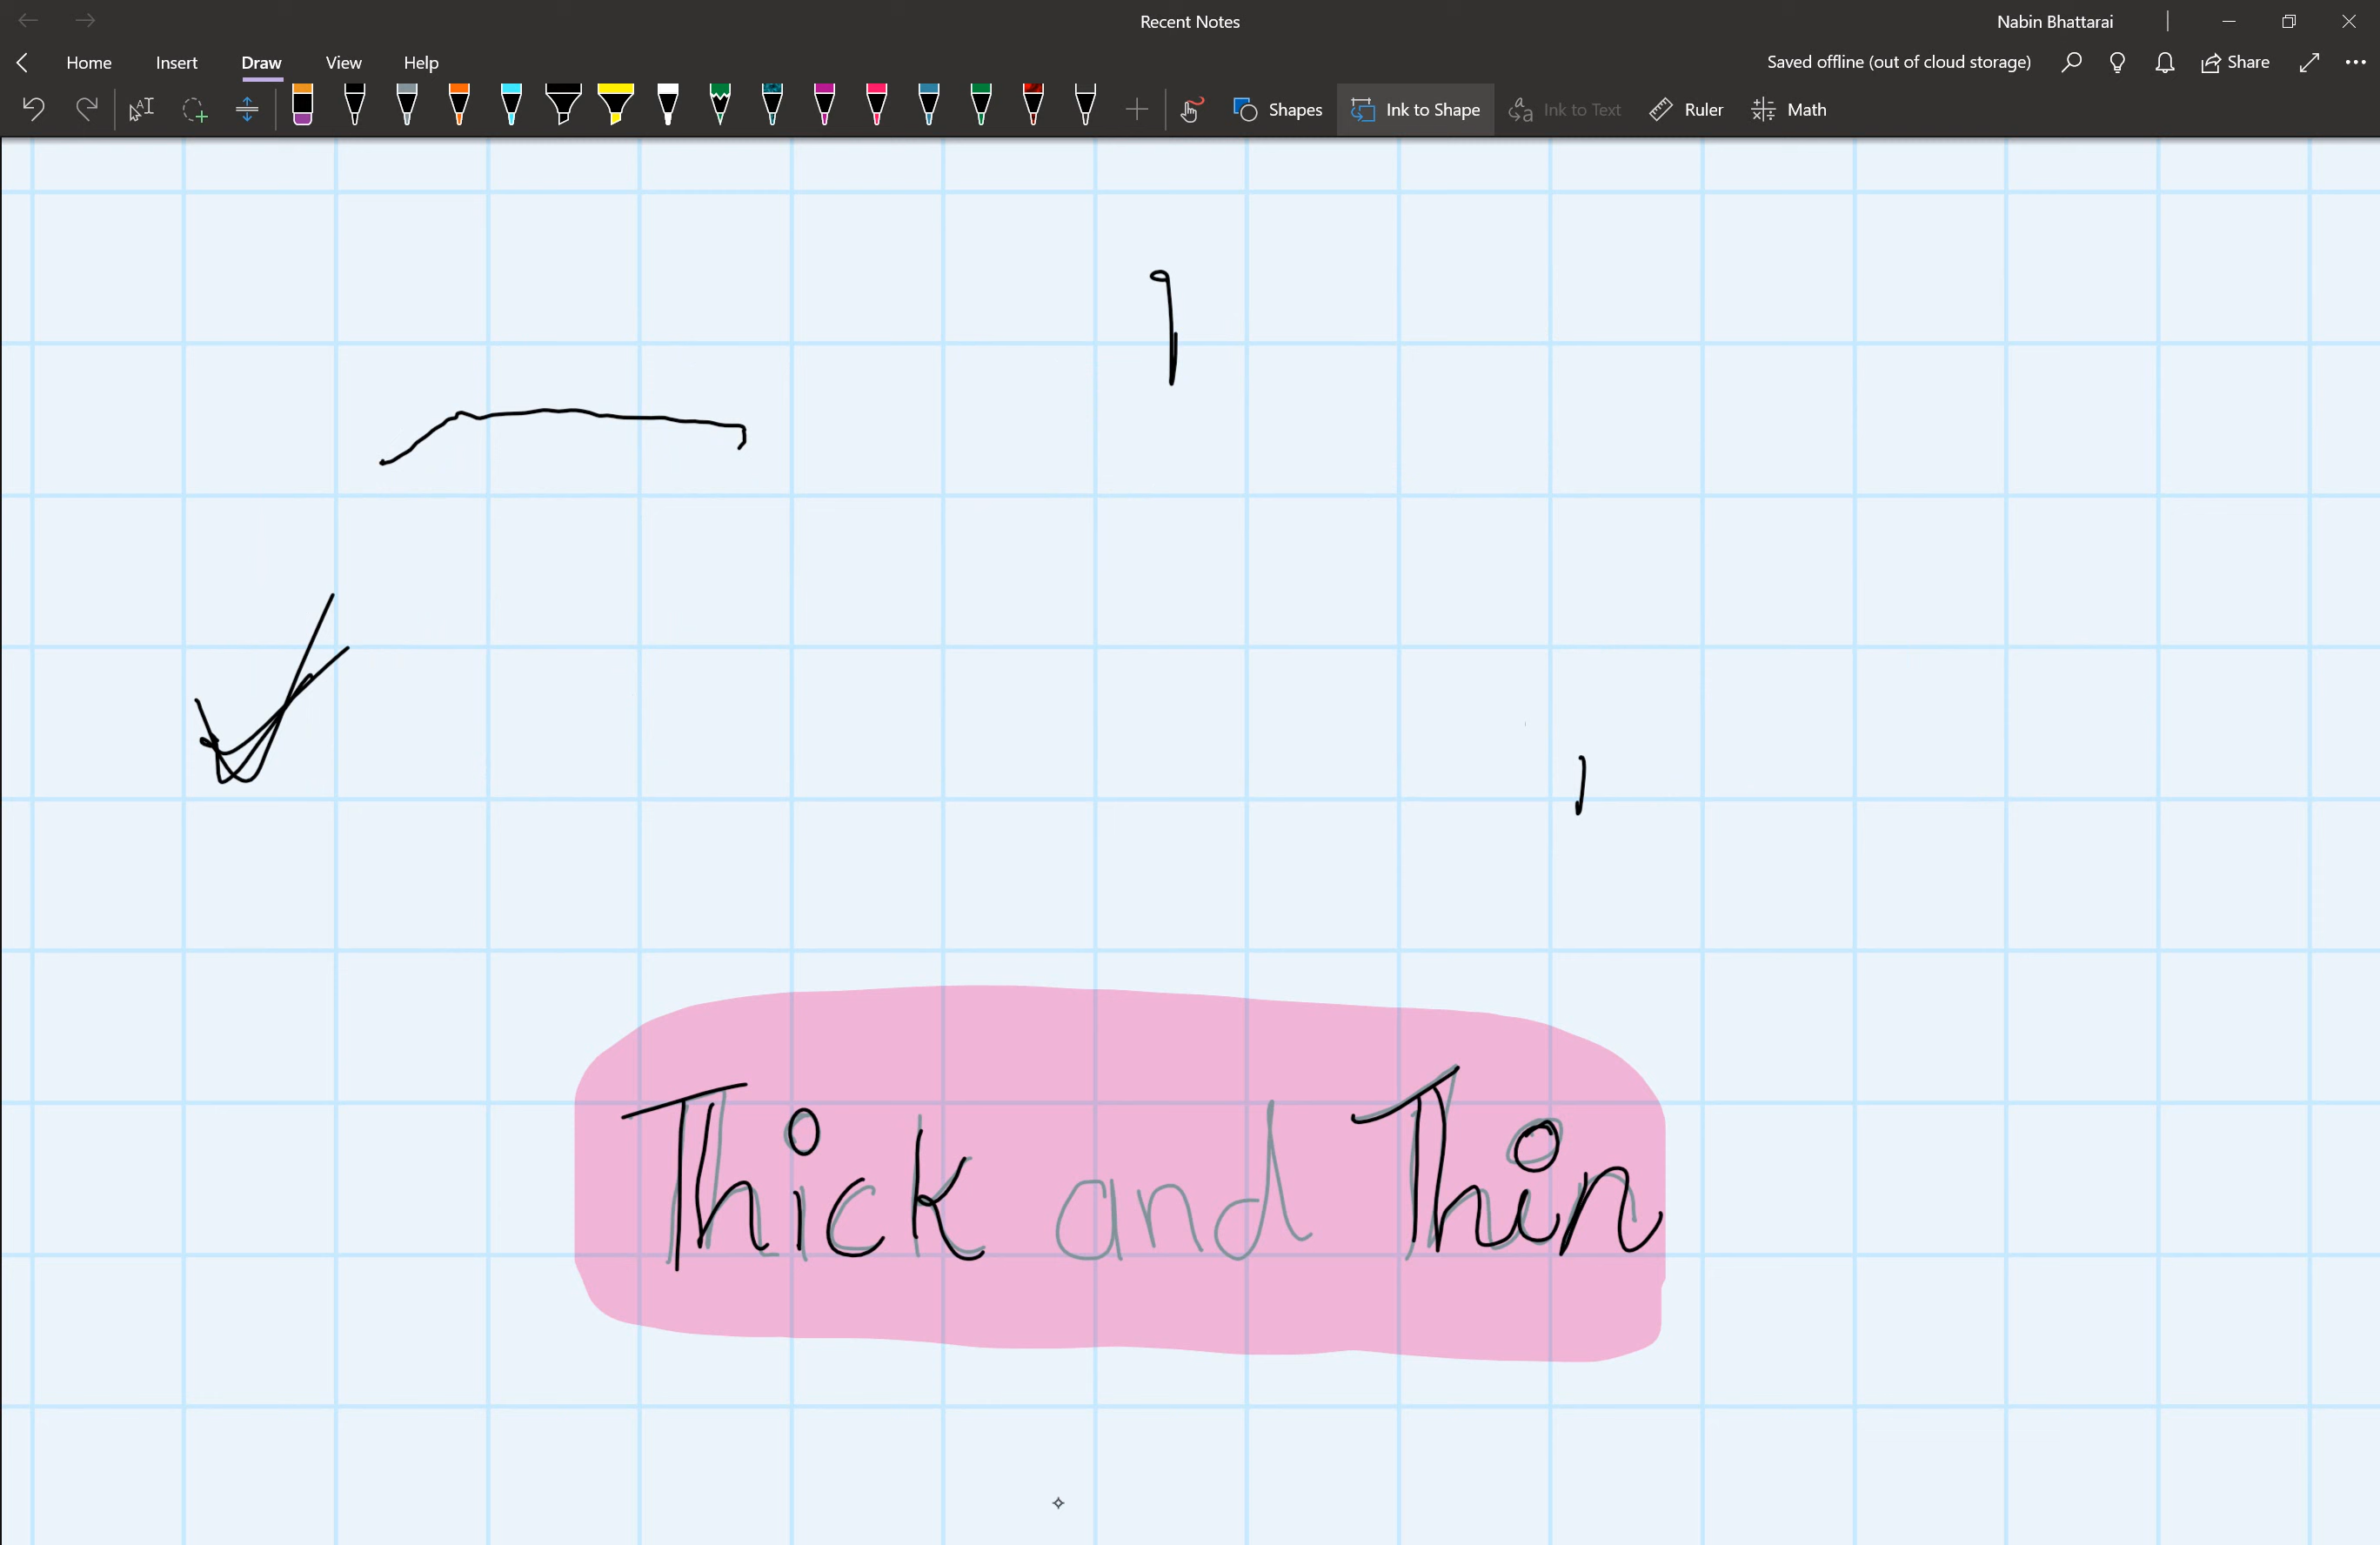 Recent Notes
Nabin Bhattarai
Home Insert Draw View Help
Saved offline (out of cloud storage)
Share
Shapes
Ink to Shape
Ink to Text
Ruler
Math
Thick and Thin